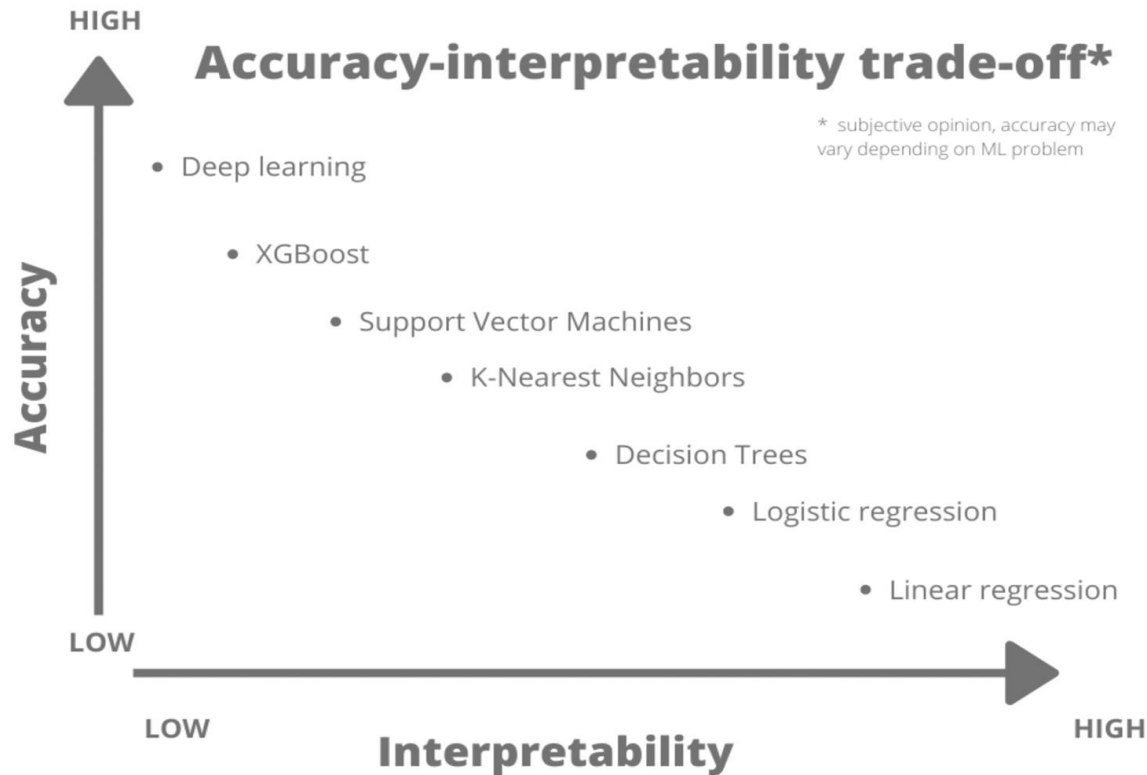 HIGH
Accuracy-interpretability trade-off*
* subjective opinion, accuracy may
vary depending on ML problem
Deep learning
XGBoost
Support Vector Machines
K-Nearest Neighbors
Decision Trees
Logistic regression
Linear regression
Accuracy
LOW
LOW
HIGH
Interpretability